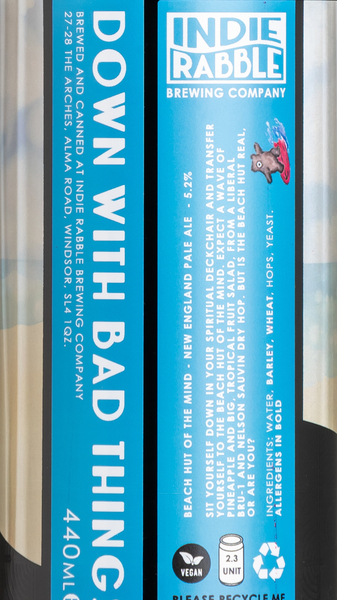 DOWN WITH BAD THING
BREWED AND CANNED AT INDIE RABBLE BREWING COMPANY
27-28 THE ARCHES, ALMA ROAD, WINDSOR, SL4 1QZ.
440ML
INDIE
RABBLE
BREWING COMPANY
BEACH HUT OF THE MIND - NEW ENGLAND PALE ALE - 5.2%
SIT YOURSELF DOWN IN YOUR SPIRITUAL DECKCHAIR AND TRANSFER
YOURSELF TO THE BEACH HUT OF THE MIND. EXPECT A WAVE OF
PINEAPPLE AND BIG, TROPICAL FRUIT SALAD, FROM A LIBERAL
BRU-1 AND NELSON SAUVIN DRY HOP. BUT IS THE BEACH HUT REAL,
OR ARE YOU?
INGREDIENTS: WATER, BARLEY, WHEAT, HOPS, YEAST.
ALLERGENS IN BOLD
VEGAN
2.3
UNIT
PLEASE RECYCLE ME